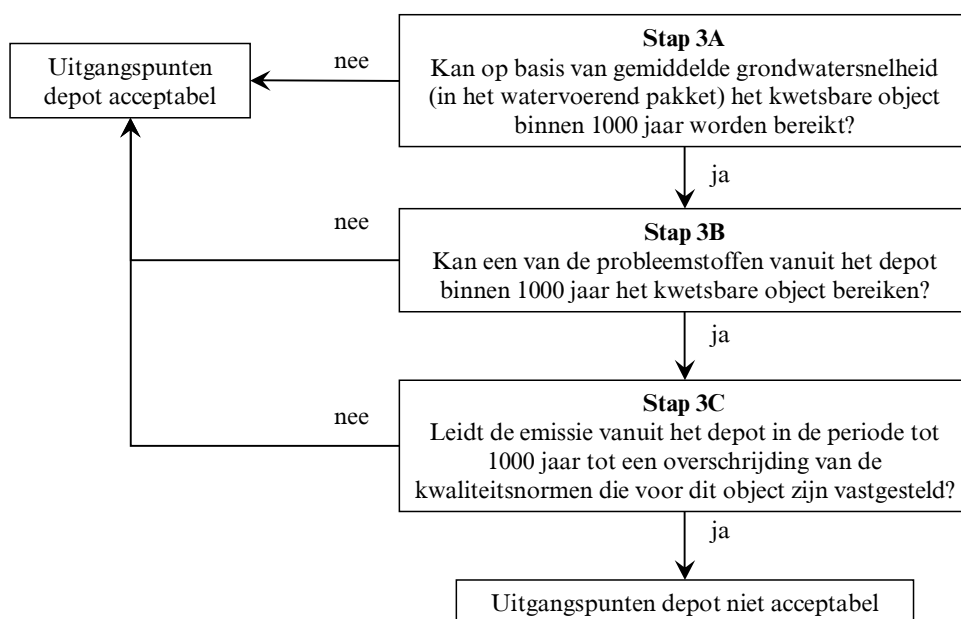 Stap 3A
Kan op basis van gemiddelde grondwatersnelheid
(in het watervoerend pakket) het kwetsbare object
binnen 1000 jaar worden bereikt?
nee
Uitgangspunten
depot acceptabel
ja
Stap 3B
Kan een van de probleemstoffen vanuit het depot
binnen 1000 jaar het kwetsbare object bereiken?
nee
ja
Stap 3C
Leidt de emissie vanuit het depot in de periode tot
1000 jaar tot een overschrijding van de
kwaliteitsnormen die voor dit object zijn vastgesteld?
nee
ja
Uitgangspunten depot niet acceptabel